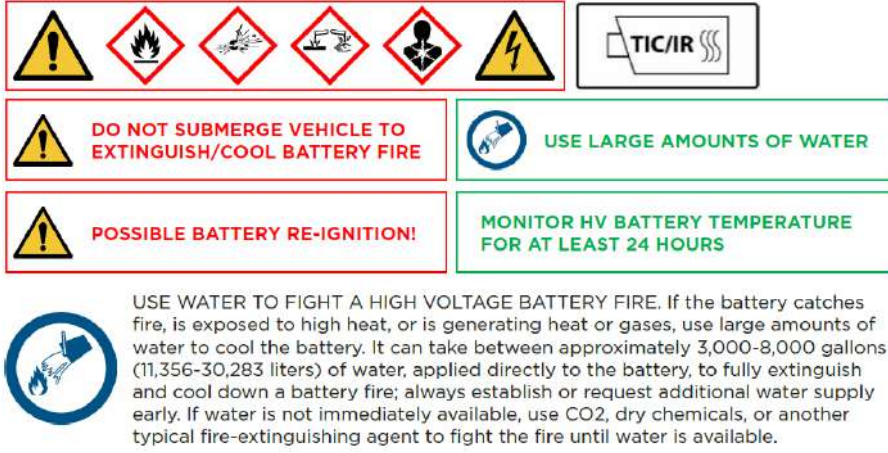 TIC/IR
DO NOT SUBMERGE VEHICLE TO
EXTINGUISH/COOL BATTERY FIRE
USE LARGE AMOUNTS OF WATER
POSSIBLE BATTERY RE-IGNITION!
MONITOR HV BATTERY TEMPERATURE
FOR AT LEAST 24 HOURS
USE WATER TO FIGHT A HIGH VOLTAGE BATTERY FIRE. If the battery catches
fire, is exposed to high heat, or is generating heat or gases, use large amounts of
water to cool the battery. It can take between approximately 3,000-8,000 gallons
(11,356-30,283 liters) of water, applied directly to the battery, to fully extinguish
and cool down a battery fire; always establish or request additional water supply
early. If water is not immediately available, use CO2, dry chemicals, or another
typical fire-extinguishing agent to fight the fire until water is available.